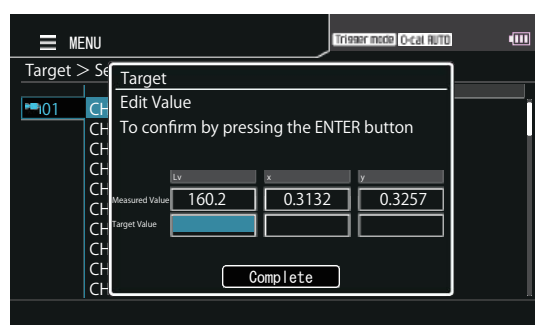 MENU
Trigger mode 0-cal AUTO
Target > Se
Target
01 CH
Edit Value
CH
To confirm by pressing the ENTER button
CH
CH
Lv x y
CH
Measured Value 160.2 0.3132 0.3257
CH
Target Value
CH
CH
CH
Complete
CH